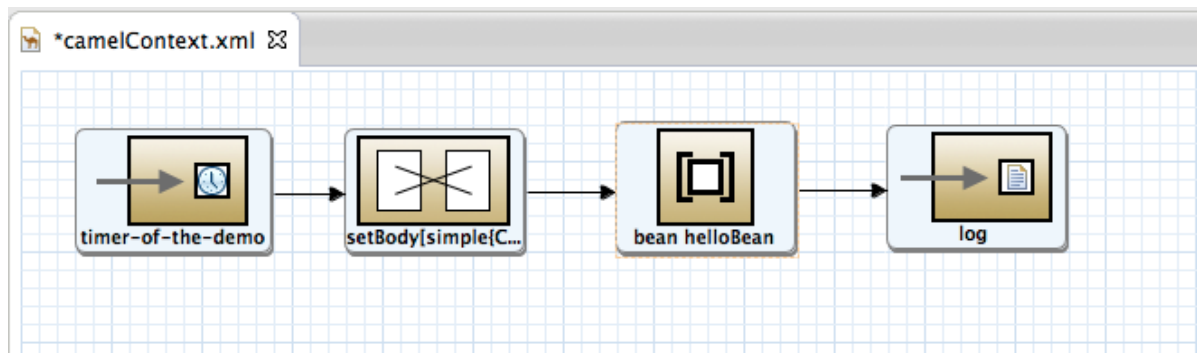 *camelContext.xml
timer-of-the-demo
setBody[simple{C...
bean helloBean
log